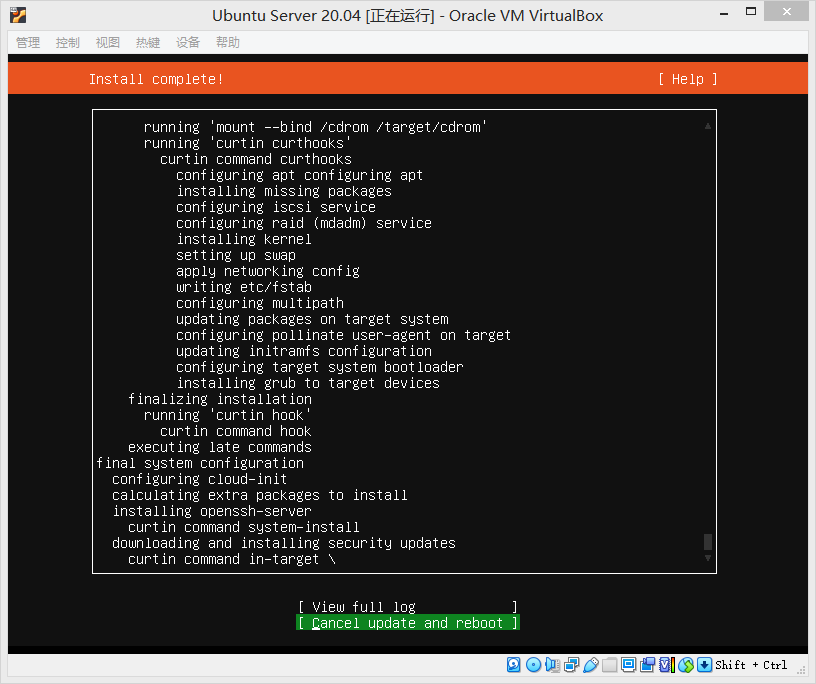 Ubuntu Server 20.04 [正在运行] - Oracle VM VirtualBox
管理 控制 视图 热键 设备 帮助
Install complete! [ Help ]
running 'mount --bind /cdrom /target/cdrom'
running 'curtin curthooks'
curtin command curthooks
configuring apt configuring apt
installing missing packages
configuring iscsi service
configuring raid (mdadm) service
installing kernel
setting up swap
apply networking config
writing etc/fstab
configuring multipath
updating packages on target system
configuring pollinate user-agent on target
updating initramfs configuration
configuring target system bootloader
installing grub to target devices
finalizing installation
running 'curtin hook'
curtin command hook
executing late commands
final system configuration
configuring cloud-init
calculating extra packages to install
installing openssh-server
curtin command system-install
downloading and installing security updates
curtin command in-target \
[ View full log ]
[ Cancel update and reboot ]
Shift + Ctrl